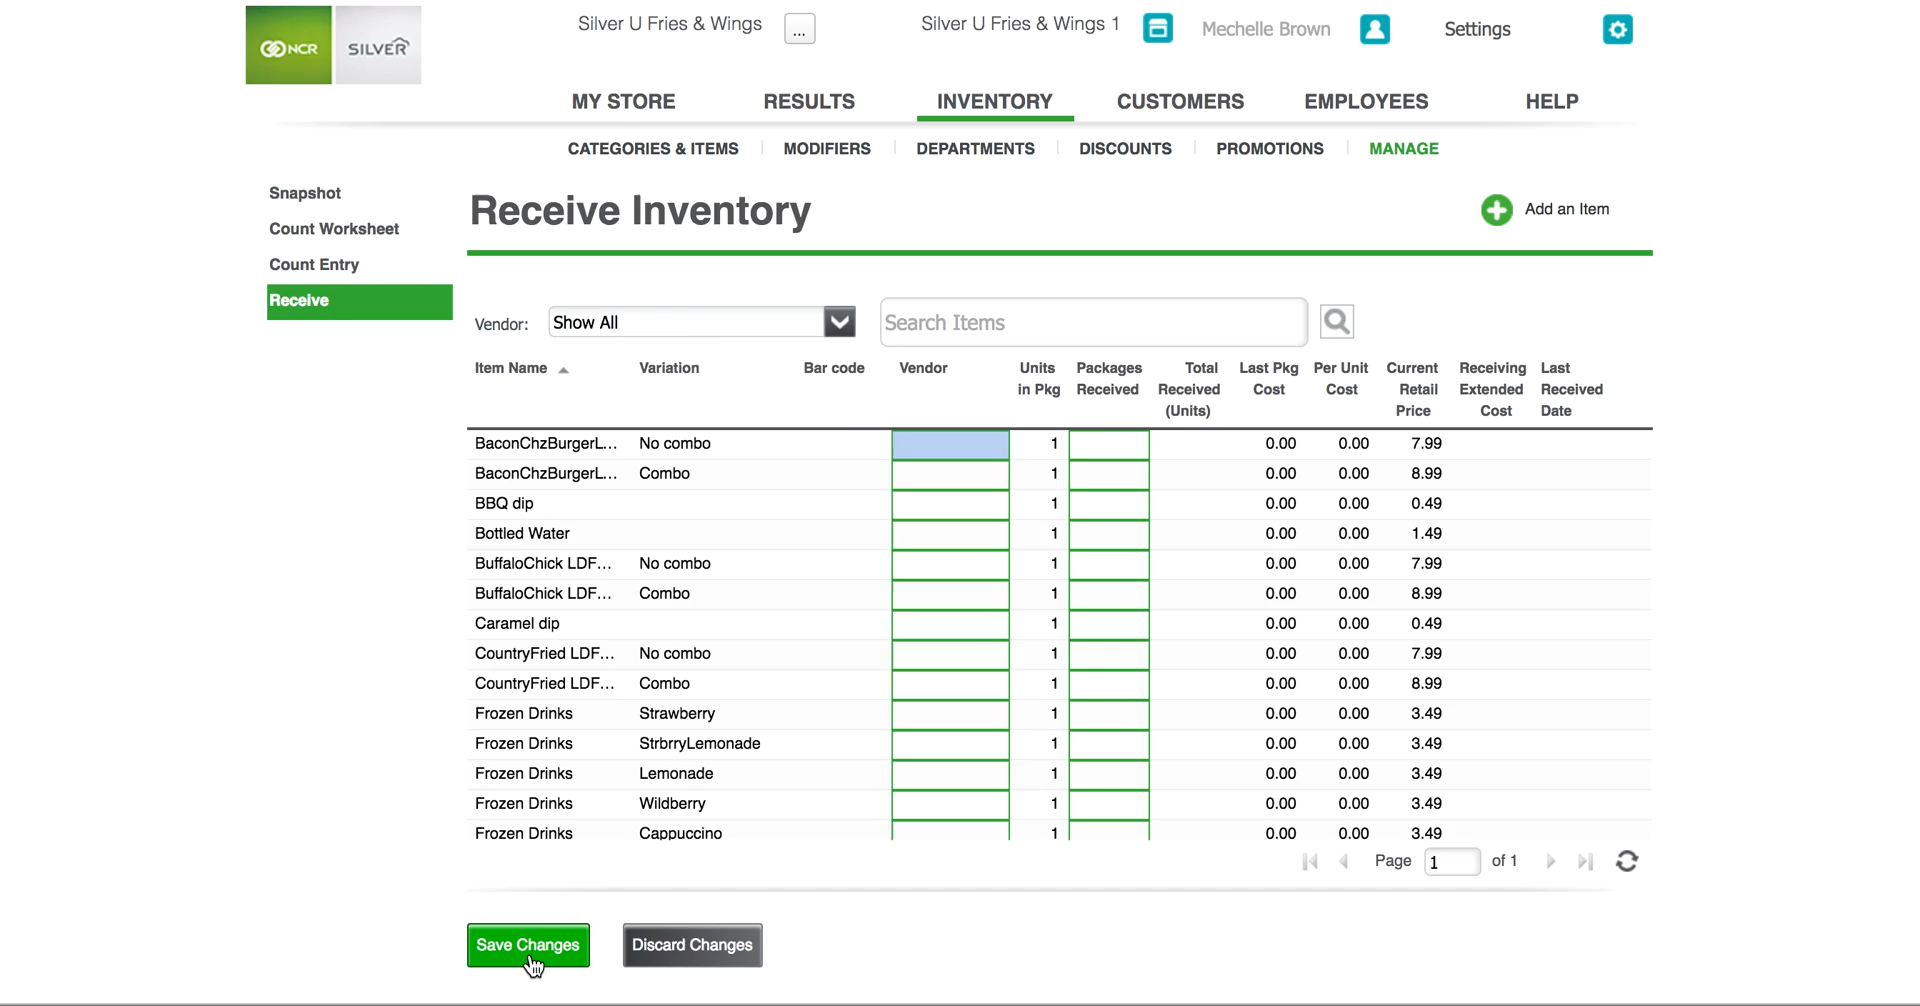 NCR
SILVER
Silver U Fries & Wings
...
Silver U Fries & Wings 1
Mechelle Brown
Settings
MY STORE
RESULTS
INVENTORY
CUSTOMERS
EMPLOYEES
HELP
CATEGORIES & ITEMS
MODIFIERS
DEPARTMENTS
DISCOUNTS
PROMOTIONS
MANAGE
Snapshot
Count Worksheet
Count Entry
Receive
Receive Inventory
Add an Item
Vendor: Show All
Search Items
Item Name
Variation
Bar code
Vendor
Units
in Pkg
Packages
Received
Total
Received
(Units)
Last Pkg
Cost
Per Unit
Cost
Current
Retail
Price
Receiving
Extended
Cost
Last
Received
Date
BaconChzBurgerL... No combo 1 0.00 0.00 7.99
BaconChzBurgerL... Combo 1 0.00 0.00 8.99
BBQ dip 1 0.00 0.00 0.49
Bottled Water 1 0.00 0.00 1.49
BuffaloChick LDF... No combo 1 0.00 0.00 7.99
BuffaloChick LDF... Combo 1 0.00 0.00 8.99
Caramel dip 1 0.00 0.00 0.49
CountryFried LDF... No combo 1 0.00 0.00 7.99
CountryFried LDF... Combo 1 0.00 0.00 8.99
Frozen Drinks Strawberry 1 0.00 0.00 3.49
Frozen Drinks StrbrryLemonade 1 0.00 0.00 3.49
Frozen Drinks Lemonade 1 0.00 0.00 3.49
Frozen Drinks Wildberry 1 0.00 0.00 3.49
Frozen Drinks Cappuccino 1 0.00 0.00 3.49
Page 1 of 1
Save Changes
Discard Changes